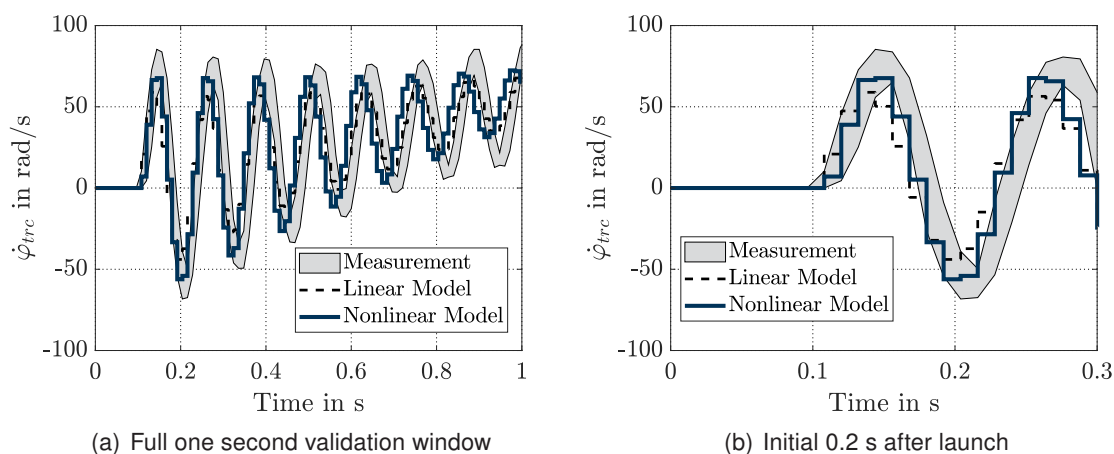 100
50
0
-50
-100
φ̇_trc in rad/s
Measurement
Linear Model
Nonlinear Model
0 0.2 0.4 0.6 0.8 1
Time in s
(a) Full one second validation window
100
50
0
-50
-100
φ̇_trc in rad/s
Measurement
Linear Model
Nonlinear Model
0 0.1 0.2 0.3
Time in s
(b) Initial 0.2 s after launch